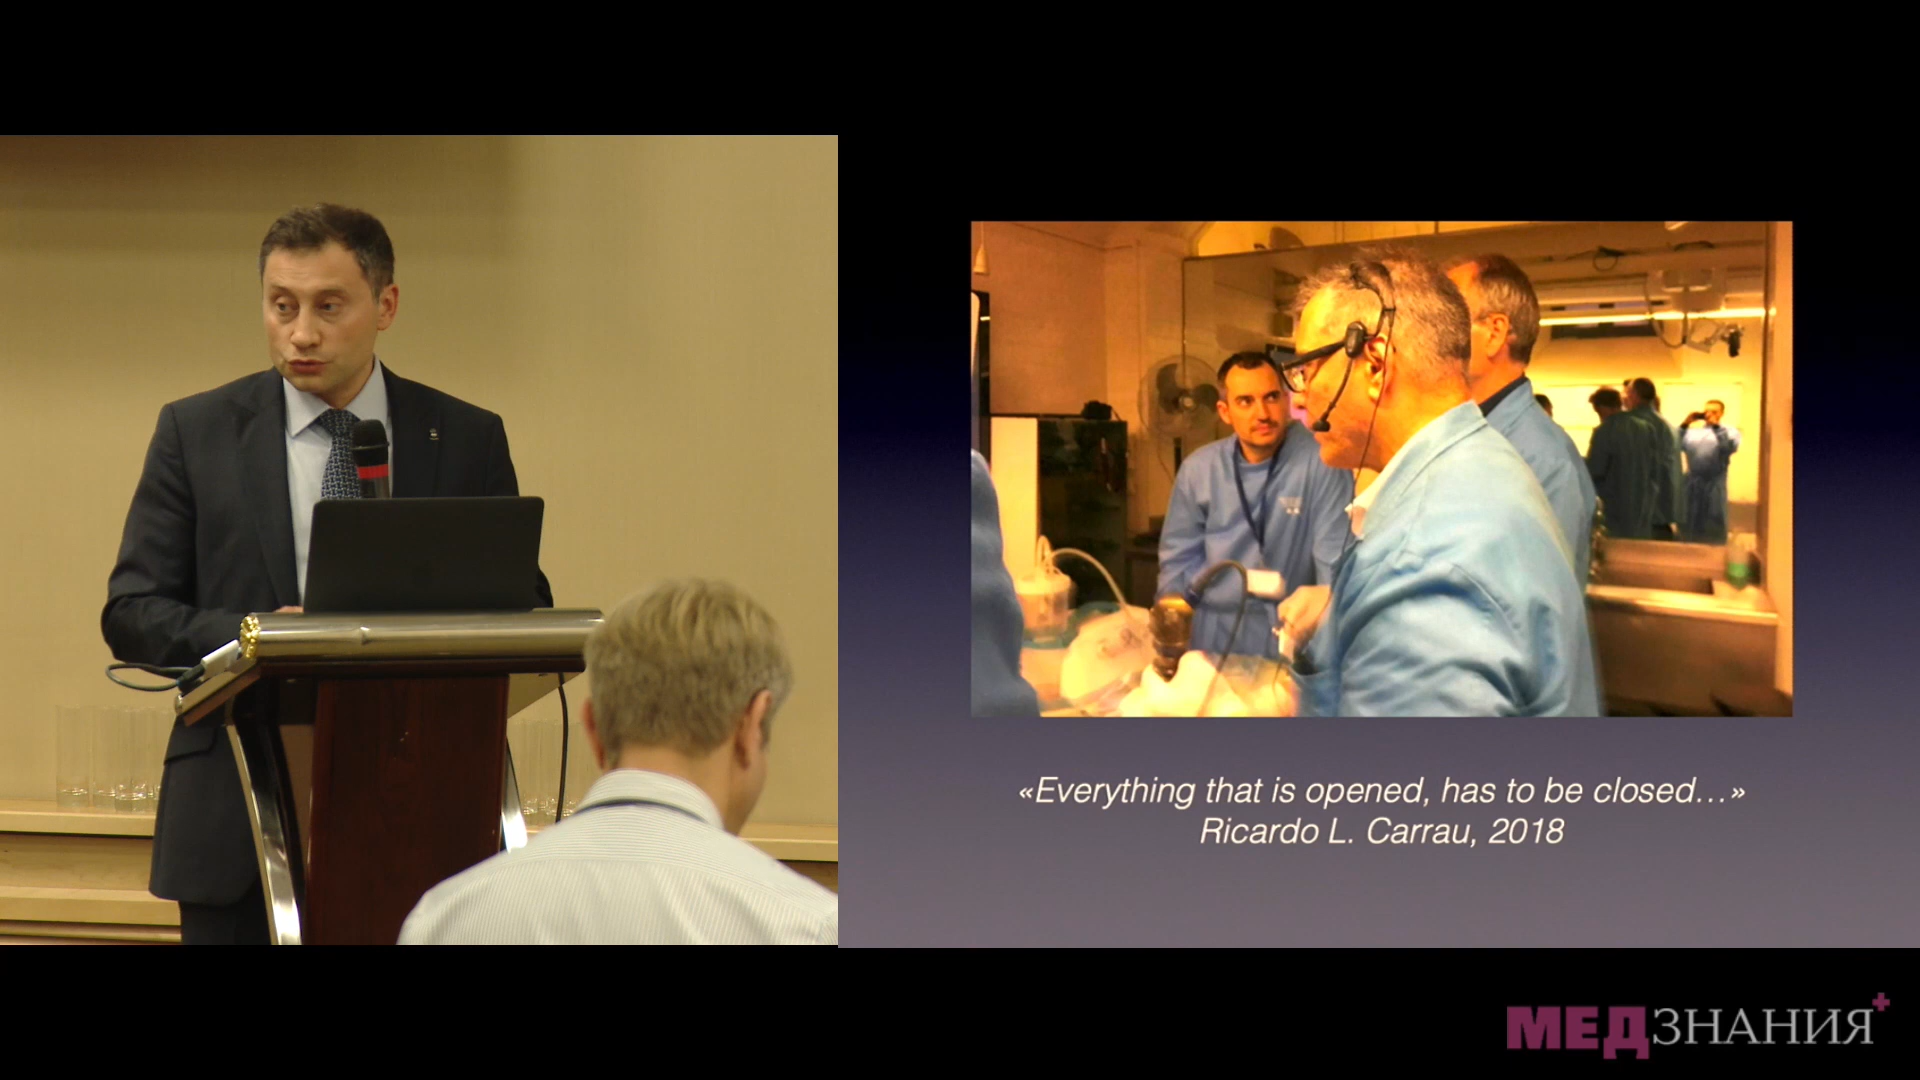 «Everything that is opened, has to be closed…»
Ricardo L. Carrau, 2018
МЕДЗНАНИЯ+